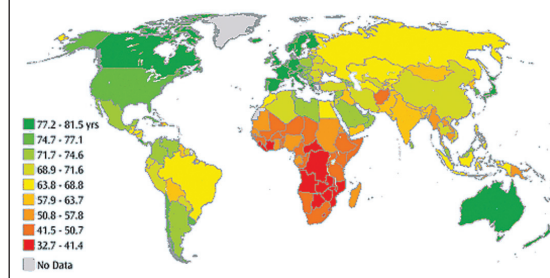 77.2 - 81.5 yrs
74.7 - 77.1
71.7 - 74.6
68.9 - 71.6
63.8 - 68.8
57.9 - 63.7
50.8 - 57.8
41.5 - 50.7
32.7 - 41.4
No Data